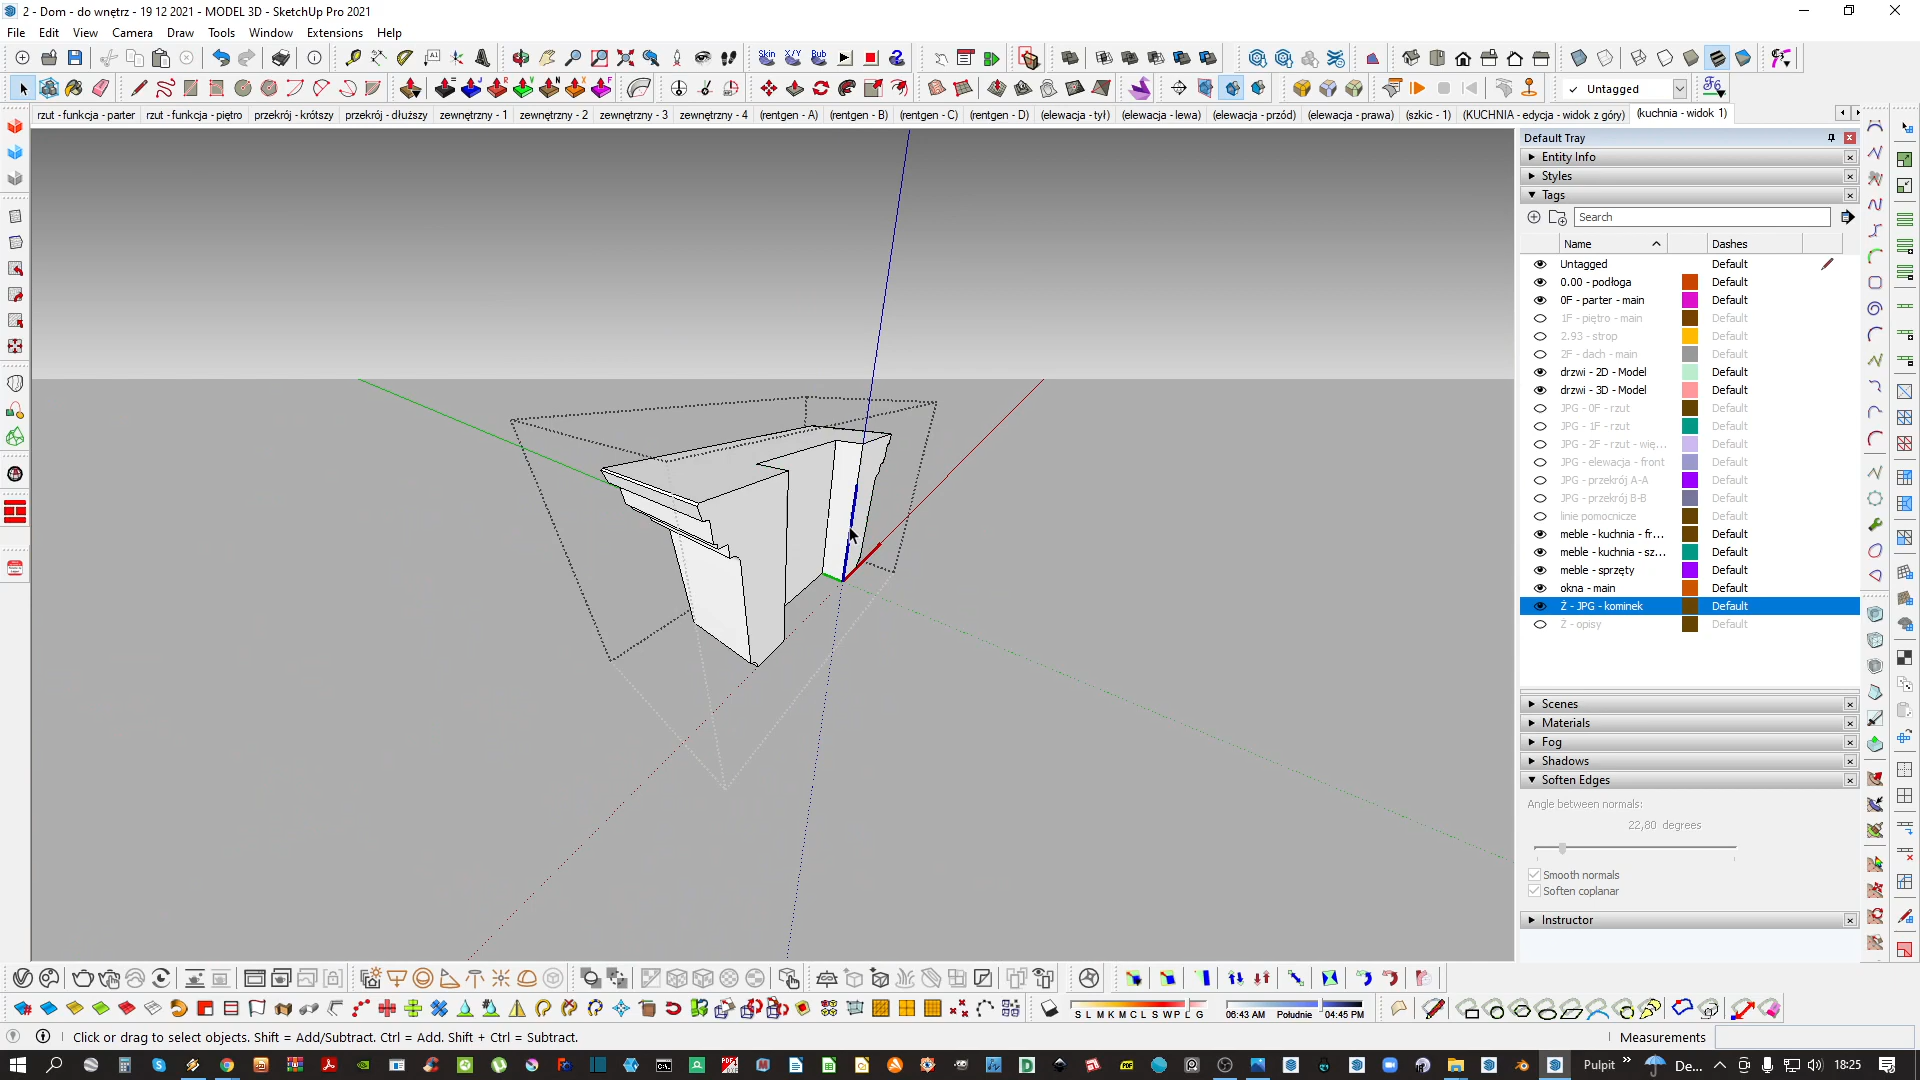 2 - Dom - do wnętrz - 19 12 2021 - MODEL 3D - SketchUp Pro 2021
File Edit View Camera Draw Tools Window Extensions Help
Skin X/Y Bub
Untagged
rzut - funkcja - parter rzut - funkcja - piętro przekrój - krótszy przekrój - dłuższy zewnętrzny - 1 zewnętrzny - 2 zewnętrzny - 3 zewnętrzny - 4 (rentgen - A) (rentgen - B) (rentgen - C) (rentgen - D) (elewacja - tył) (elewacja - lewa) (elewacja - przód) (elewacja - prawa) (szkic - 1) (KUCHNIA - edycja - widok z góry) (kuchnia - widok 1)
Default Tray
Entity Info
Styles
Tags
Search
Name Dashes
Untagged Default
0.00 - podłoga Default
0F - parter - main Default
1F - piętro - main Default
2.93 - strop Default
2F - dach - main Default
drzwi - 2D - Model Default
drzwi - 3D - Model Default
JPG - 0F - rzut Default
JPG - 1F - rzut Default
JPG - 2F - rzut - wię... Default
JPG - elewacja - front Default
JPG - przekrój A-A Default
JPG - przekrój B-B Default
linie pomocnicze Default
meble - kuchnia - fr... Default
meble - kuchnia - sz... Default
meble - sprzęty Default
okna - main Default
Ż - JPG - kominek Default
Ż - opisy Default
Scenes
Materials
Fog
Shadows
Soften Edges
Angle between normals:
22,80 degrees
Smooth normals
Soften coplanar
Instructor
S L M K M C L S W P L G 06:43 AM Południe 04:45 PM
Click or drag to select objects. Shift = Add/Subtract. Ctrl = Add. Shift + Ctrl = Subtract. Measurements
Pulpit De... 18:25